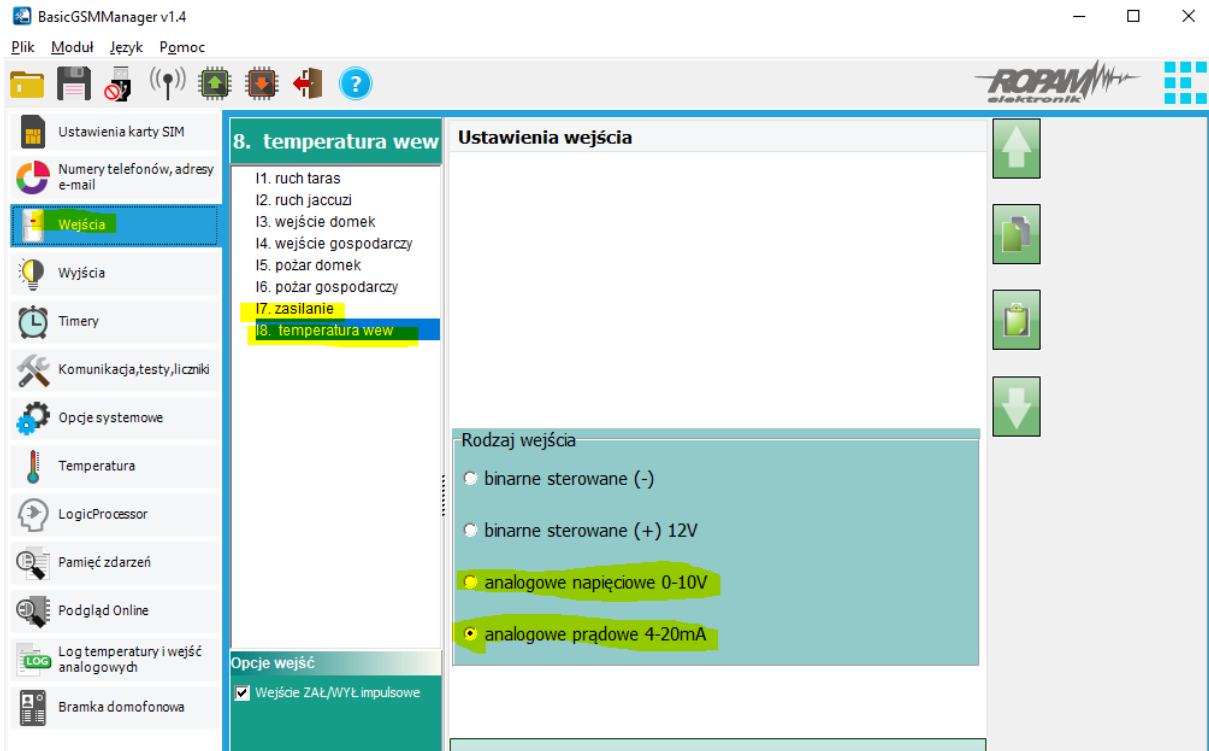 BasicGSMManager v1.4
Plik Moduł Język Pomoc
ROPAM
elektronik
Ustawienia karty SIM
Numery telefonów, adresy
e-mail
Wejścia
Wyjścia
Timery
Komunikacja,testy,liczniki
Opcje systemowe
Temperatura
LogicProcessor
Pamięć zdarzeń
Podgląd Online
LOG
Log temperatury i wejść
analogowych
Bramka domofonowa
8. temperatura wew
I1. ruch taras
I2. ruch jaccuzi
I3. wejście domek
I4. wejście gospodarczy
I5. pożar domek
I6. pożar gospodarczy
I7. zasilanie
I8. temperatura wew
Opcje wejść
Wejście ZAŁ/WYŁ impulsowe
Ustawienia wejścia
Rodzaj wejścia
binarne sterowane (-)
binarne sterowane (+) 12V
analogowe napięciowe 0-10V
analogowe prądowe 4-20mA